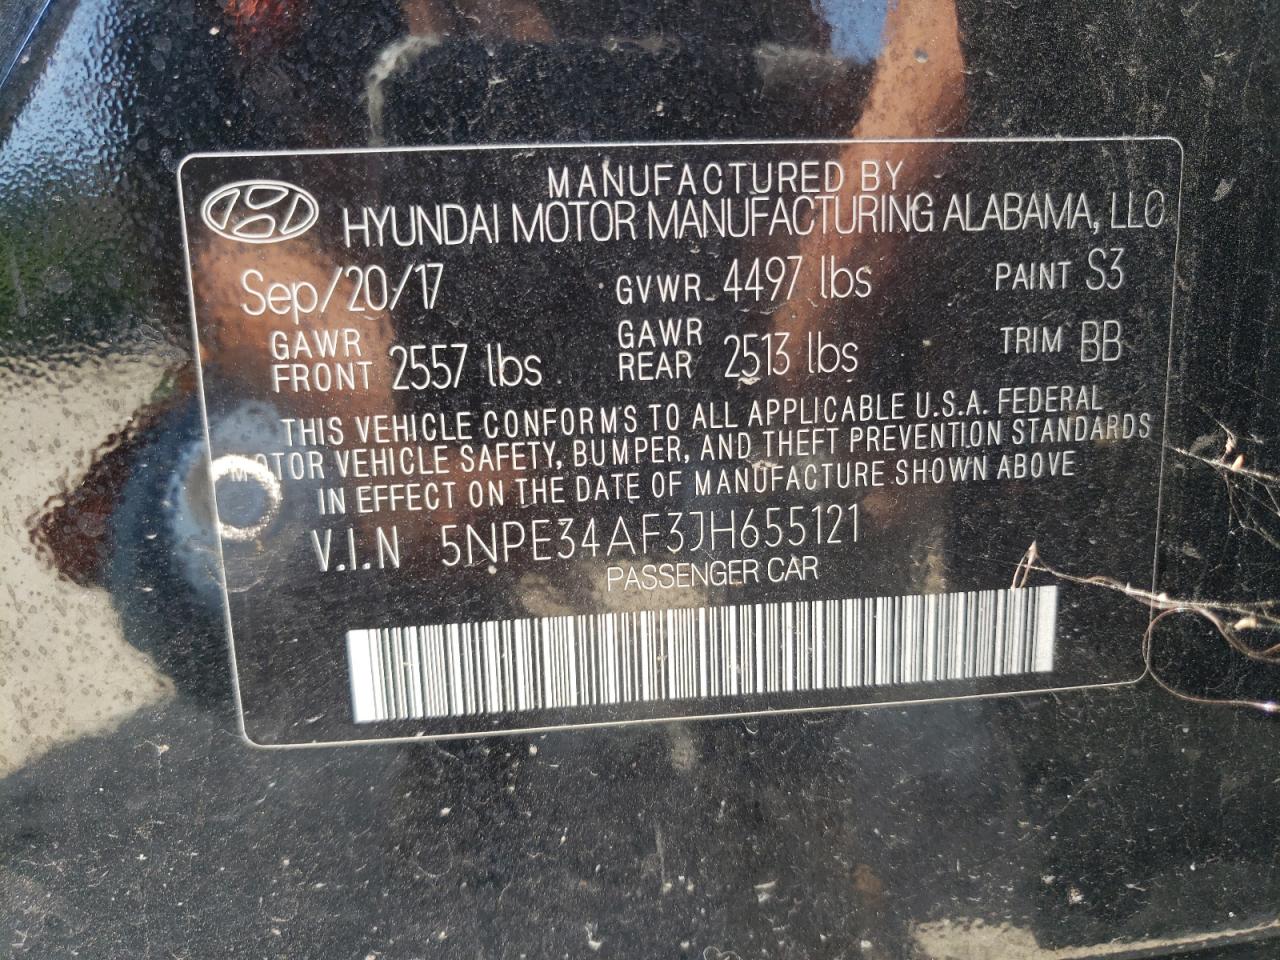 MANUFACTURED BY
HYUNDAI MOTOR MANUFACTURING ALABAMA, LLC
Sep/20/17 GVWR 4497 lbs PAINT S3
GAWR FRONT 2557 lbs GAWR REAR 2513 lbs TRIM BB
THIS VEHICLE CONFORMS TO ALL APPLICABLE U.S.A. FEDERAL
MOTOR VEHICLE SAFETY, BUMPER, AND THEFT PREVENTION STANDARDS
IN EFFECT ON THE DATE OF MANUFACTURE SHOWN ABOVE
V.I.N 5NPE34AF3JH655121
PASSENGER CAR